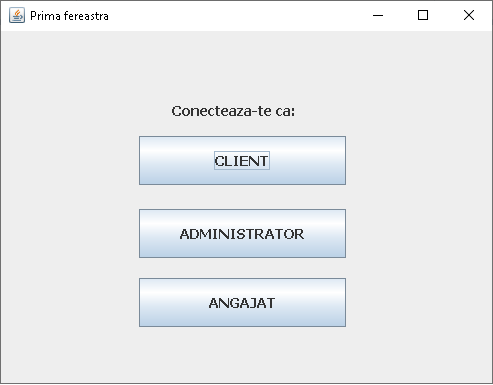 Prima fereastra
Conecteaza-te ca:
CLIENT
ADMINISTRATOR
ANGAJAT